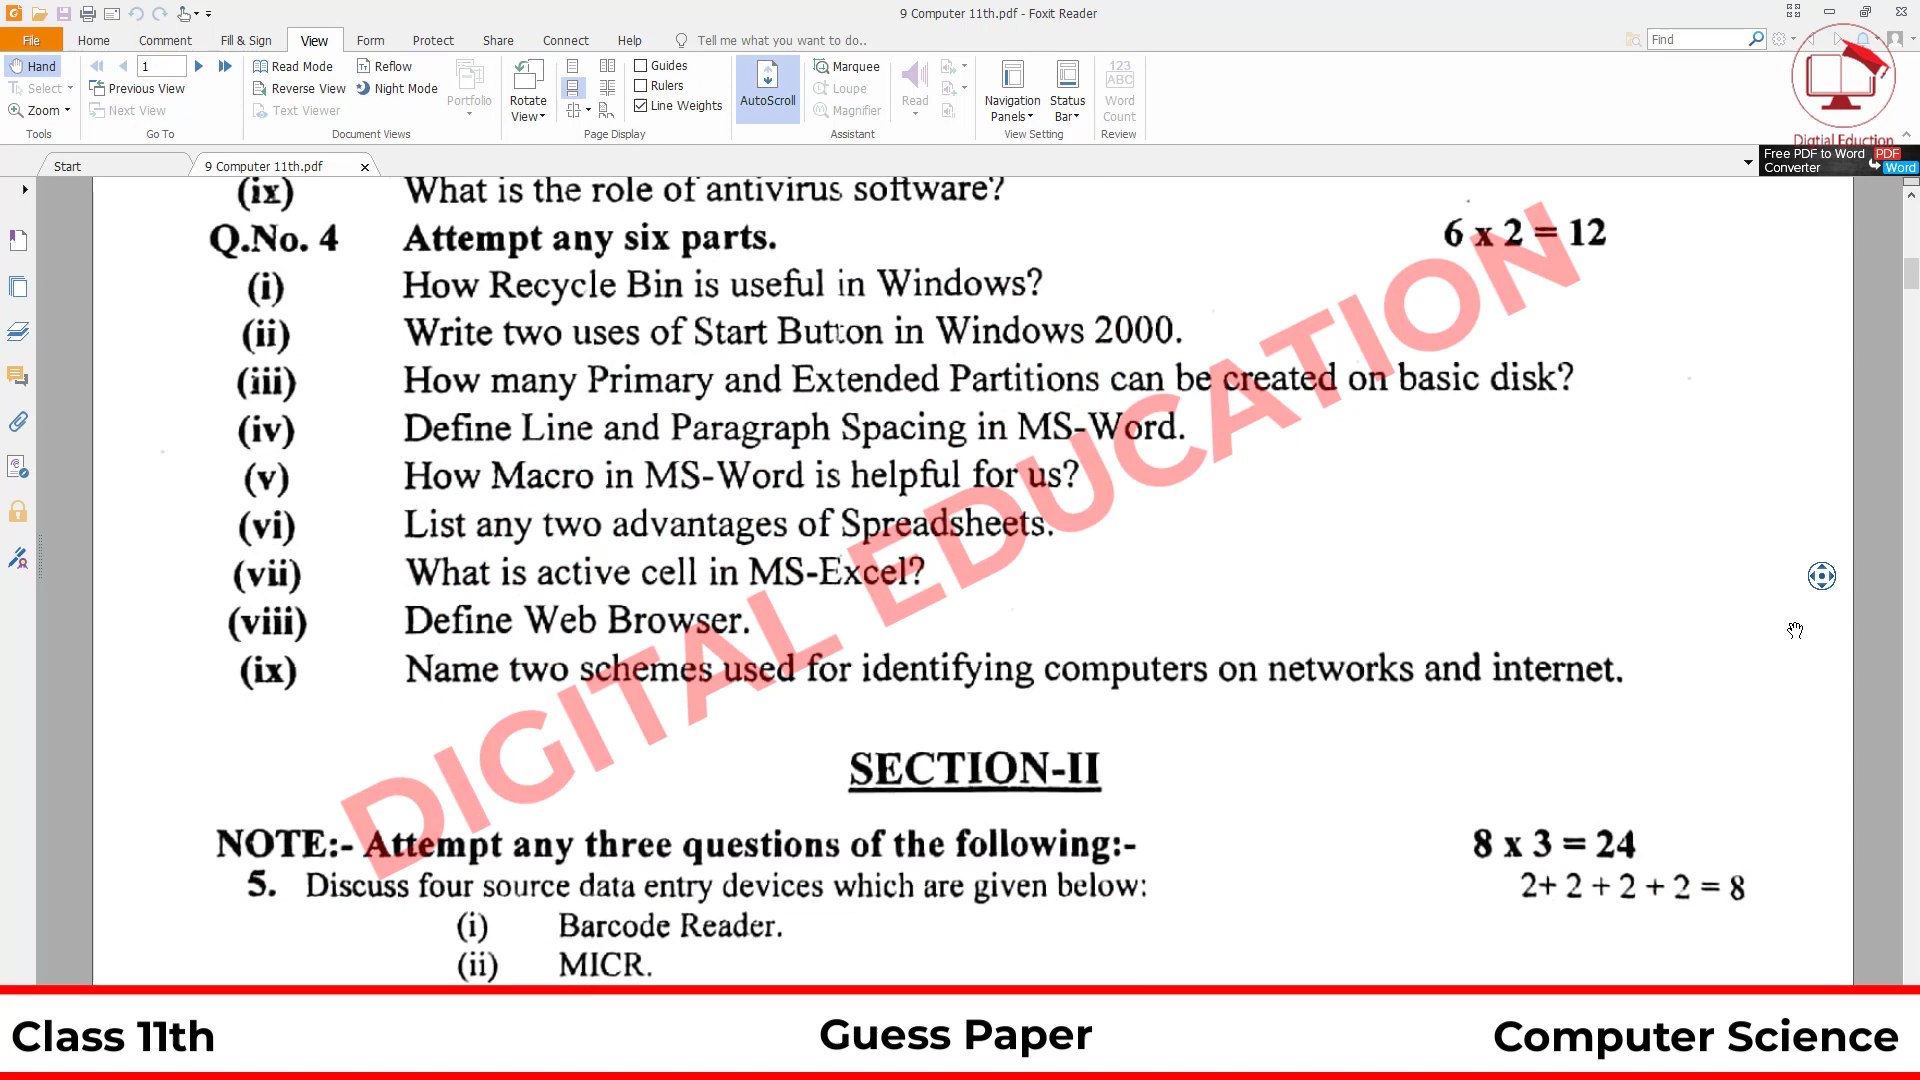 9 Computer 11th.pdf - Foxit Reader
File Home Comment Fill & Sign View Form Protect Share Connect Help Tell me what you want to do.. Find
Hand 1 Read Mode Reflow Guides Marquee
Select Previous View Reverse View Night Mode Portfolio Rotate View Rulers AutoScroll Loupe Read Navigation Panels Status Bar 123 ABC Word Count
Zoom Next View Text Viewer Line Weights Magnifier
Tools Go To Document Views Page Display Assistant View Setting Review
Digtial Eduction
Start 9 Computer 11th.pdf Free PDF to Word Converter PDF Word
(ix) What is the role of antivirus software?
Q.No. 4 Attempt any six parts. 6 x 2 = 12
(i) How Recycle Bin is useful in Windows?
(ii) Write two uses of Start Button in Windows 2000.
(iii) How many Primary and Extended Partitions can be created on basic disk?
(iv) Define Line and Paragraph Spacing in MS-Word.
(v) How Macro in MS-Word is helpful for us?
(vi) List any two advantages of Spreadsheets.
(vii) What is active cell in MS-Excel?
(viii) Define Web Browser.
(ix) Name two schemes used for identifying computers on networks and internet.
DIGITAL EDUCATION
SECTION-II
NOTE:- Attempt any three questions of the following:- 8 x 3 = 24
5. Discuss four source data entry devices which are given below: 2+ 2 + 2 + 2 = 8
(i) Barcode Reader.
(ii) MICR.
Class 11th Guess Paper Computer Science